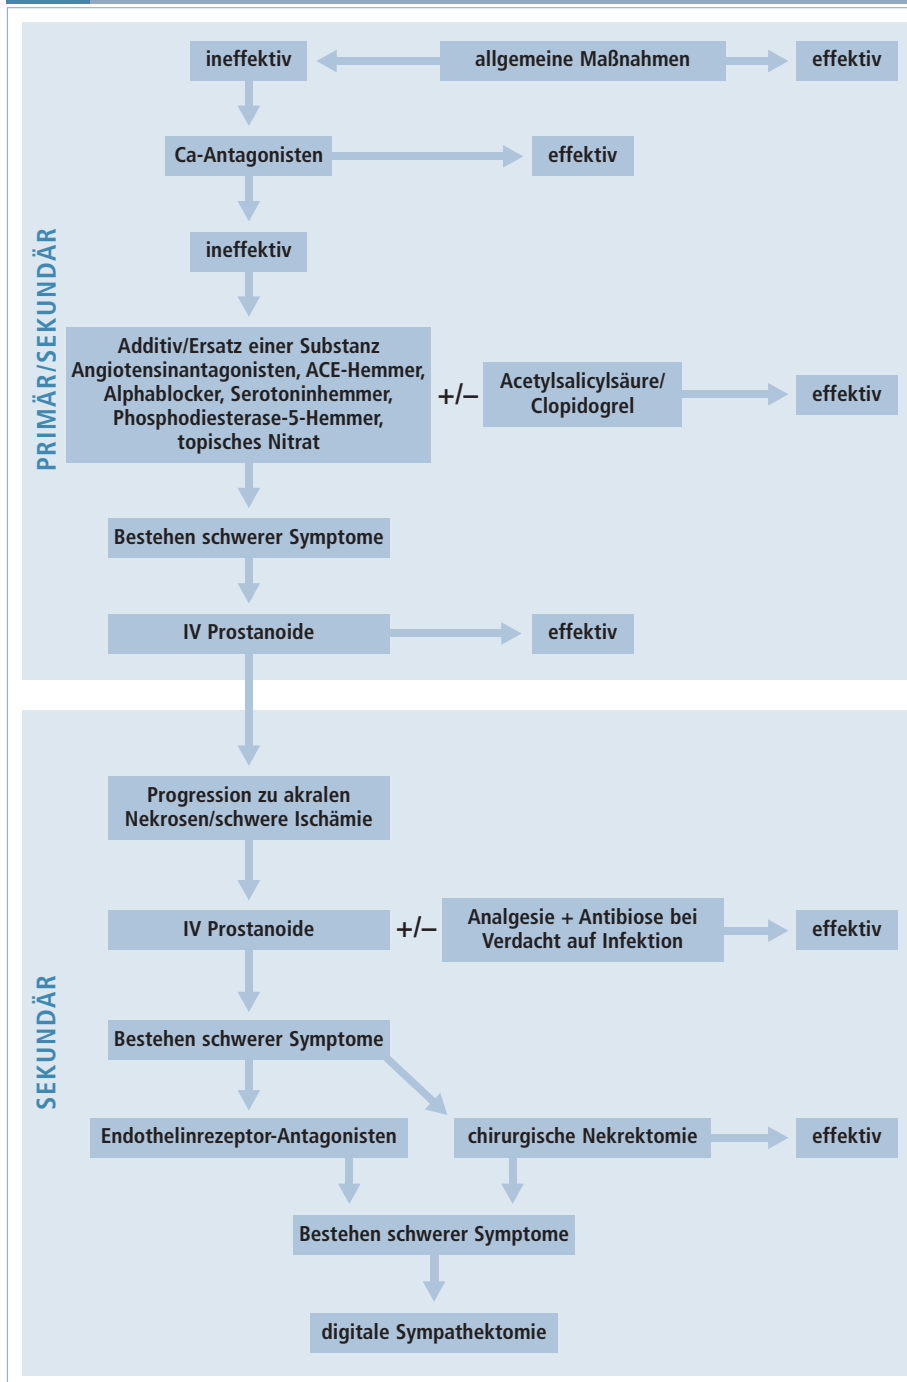 ineffektiv
allgemeine Maßnahmen
effektiv
Ca-Antagonisten
effektiv
ineffektiv
PRIMÄR/SEKUNDÄR
Additiv/Ersatz einer Substanz
Angiotensinantagonisten, ACE-Hemmer,
Alphablocker, Serotoninhemmer,
Phosphodiesterase-5-Hemmer,
topisches Nitrat
+/–
Acetylsalicylsäure/
Clopidogrel
effektiv
Bestehen schwerer Symptome
IV Prostanoide
effektiv
Progression zu akralen
Nekrosen/schwere Ischämie
IV Prostanoide
+/–
Analgesie + Antibiose bei
Verdacht auf Infektion
effektiv
SEKUNDÄR
Bestehen schwerer Symptome
Endothelinrezeptor-Antagonisten
chirurgische Nekrektomie
effektiv
Bestehen schwerer Symptome
digitale Sympathektomie